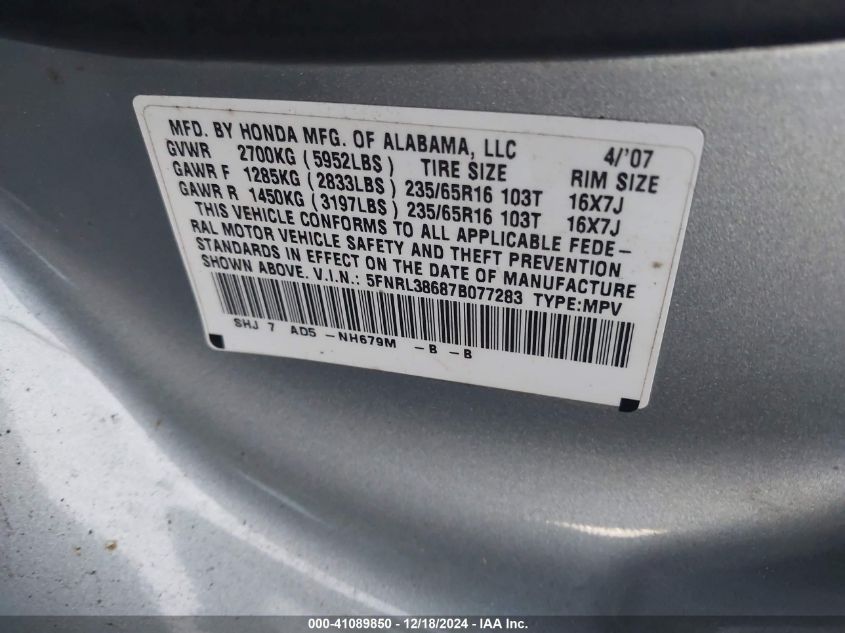 MFD. BY HONDA MFG. OF ALABAMA, LLC 4/'07
GVWR 2700KG (5952LBS) TIRE SIZE RIM SIZE
GAWR F 1285KG (2833LBS) 235/65R16 103T 16X7J
GAWR R 1450KG (3197LBS) 235/65R16 103T 16X7J
THIS VEHICLE CONFORMS TO ALL APPLICABLE FEDE-
RAL MOTOR VEHICLE SAFETY AND THEFT PREVENTION
STANDARDS IN EFFECT ON THE DATE OF MANUFACTURE
SHOWN ABOVE. V.I.N.: 5FNRL38687B077283 TYPE:MPV
SHJ 7 AD5 -NH679M -B -B
000-41089850 - 12/18/2024 - IAA Inc.